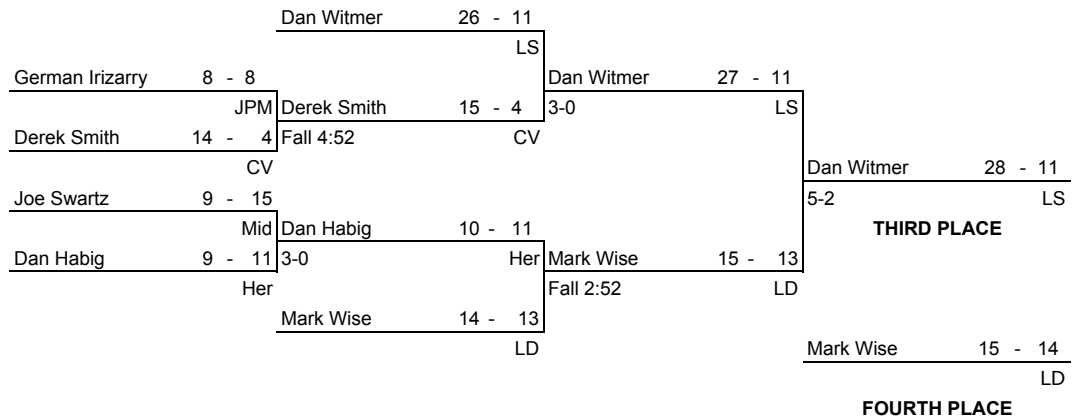 Dan Witmer 26 - 11
LS
German Irizarry 8 - 8 Dan Witmer 27 - 11
JPM Derek Smith 15 - 4 3-0 LS
Derek Smith 14 - 4 Fall 4:52 CV
CV Dan Witmer 28 - 11
Joe Swartz 9 - 15 5-2 LS
Mid Dan Habig 10 - 11 THIRD PLACE
Dan Habig 9 - 11 3-0 Her Mark Wise 15 - 13
Her Fall 2:52 LD
Mark Wise 14 - 13
LD Mark Wise 15 - 14
LD
FOURTH PLACE